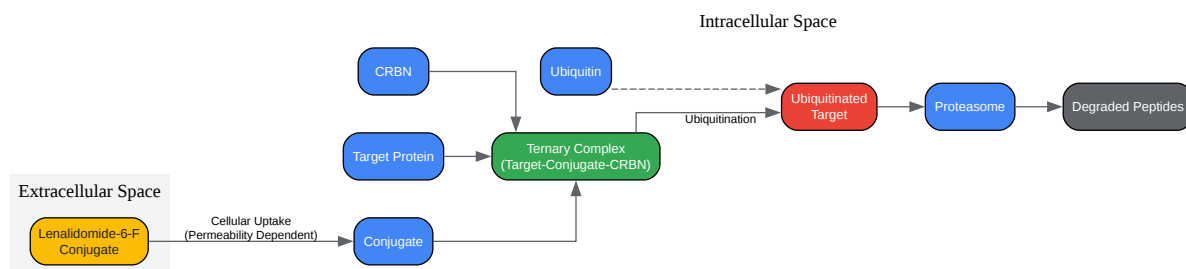 Intracellular Space
CRBN
Ubiquitin
Ubiquitinated
Target
Proteasome
Degraded Peptides
Ubiquitination
Target Protein
Ternary Complex
(Target-Conjugate-CRBN)
Extracellular Space
Lenalidomide-6-F
Conjugate
Cellular Uptake
(Permeability Dependent)
Conjugate